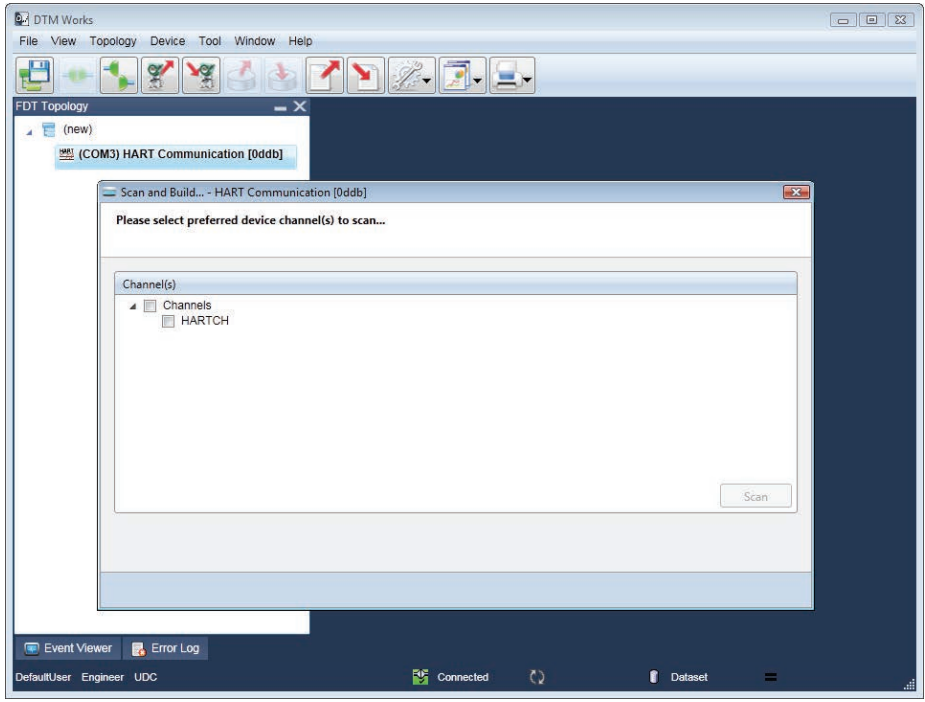 DTM Works
File View Topology Device Tool Window Help
FDT Topology
(new)
(COM3) HART Communication [0ddb]
Scan and Build... - HART Communication [0ddb]
Please select preferred device channel(s) to scan...
Channel(s)
Channels
HARTCH
Scan
Event Viewer Error Log
DefaultUser Engineer UDC Connected Dataset